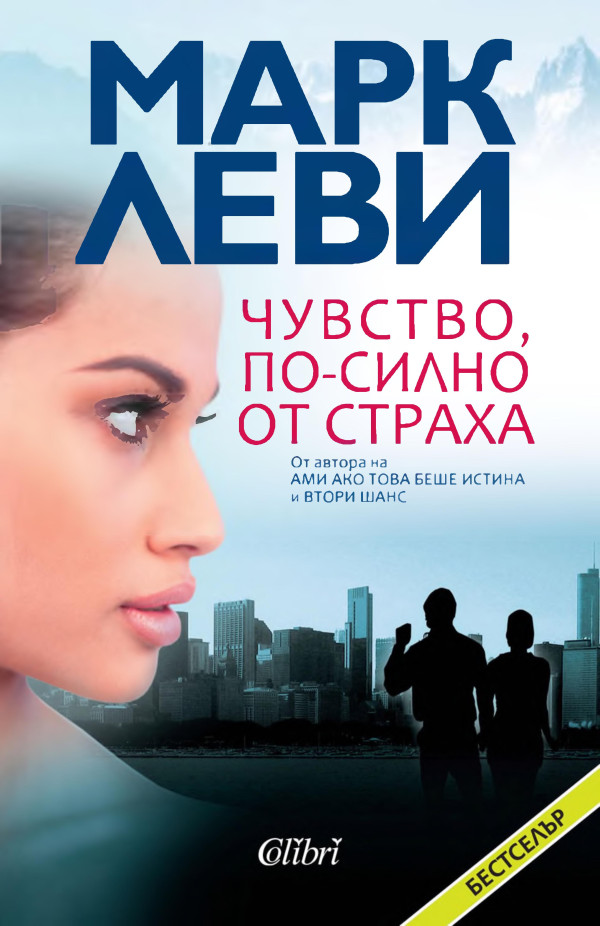 МАРК
ЛЕВИ
ЧУВСТВО,
ПО-СИЛНО
ОТ СТРАХА
От автора на
АМИ АКО ТОВА БЕШЕ ИСТИНА
и ВТОРИ ШАНС
Colibri
БЕСТСЕЛЪР